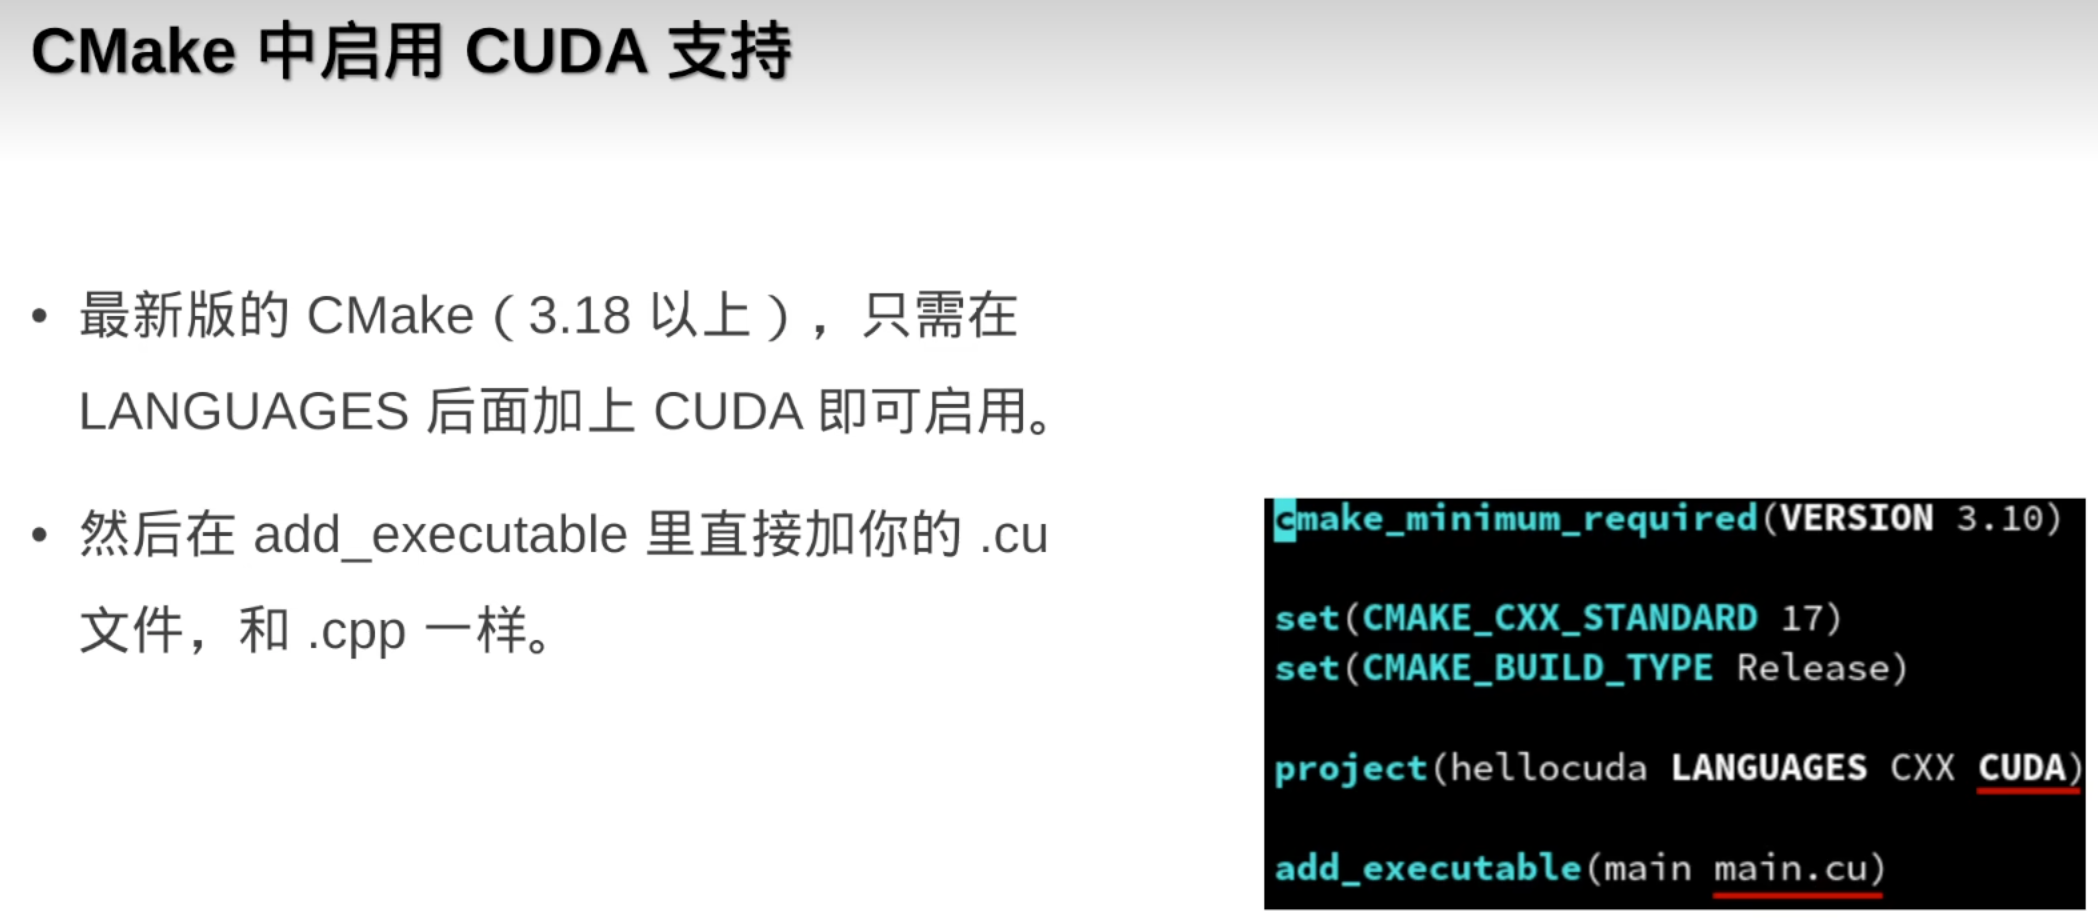 CMake 中启用 CUDA 支持
• 最新版的 CMake（3.18 以上），只需在
LANGUAGES 后面加上 CUDA 即可启用。
• 然后在 add_executable 里直接加你的 .cu
文件，和 .cpp 一样。
cmake_minimum_required(VERSION 3.10)
set(CMAKE_CXX_STANDARD 17)
set(CMAKE_BUILD_TYPE Release)
project(hellocuda LANGUAGES CXX CUDA)
add_executable(main main.cu)